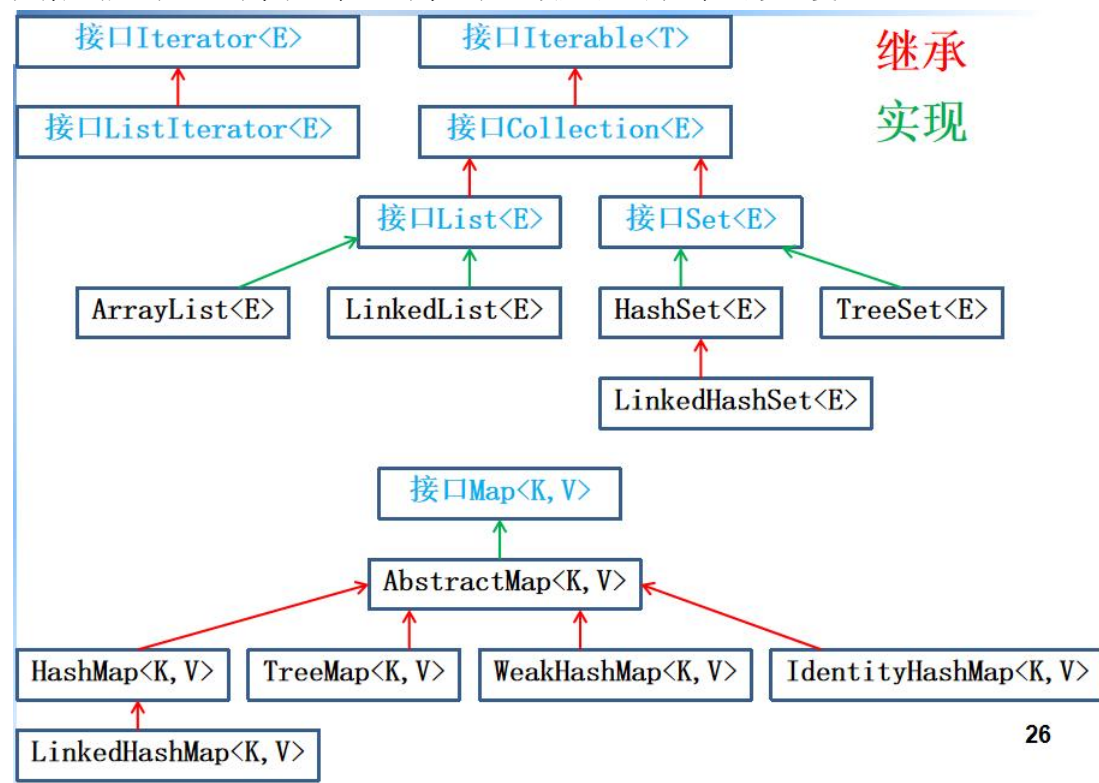 接口Iterator<E>
接口Iterable<T>
继承
接口ListIterator<E>
接口Collection<E>
实现
接口List<E>
接口Set<E>
ArrayList<E>
LinkedList<E>
HashSet<E>
TreeSet<E>
LinkedHashSet<E>
接口Map<K,V>
AbstractMap<K,V>
HashMap<K,V>
TreeMap<K,V>
WeakHashMap<K,V>
IdentityHashMap<K,V>
LinkedHashMap<K,V>
26